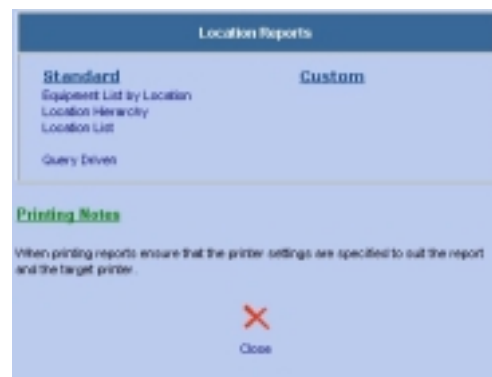 Location Reports
Standard Custom
Equipment List by Location
Location Hierarchy
Location List
Query Driven
Printing Notes
When printing reports ensure that the printer settings are specified to suit the report
and the target printer.
Close